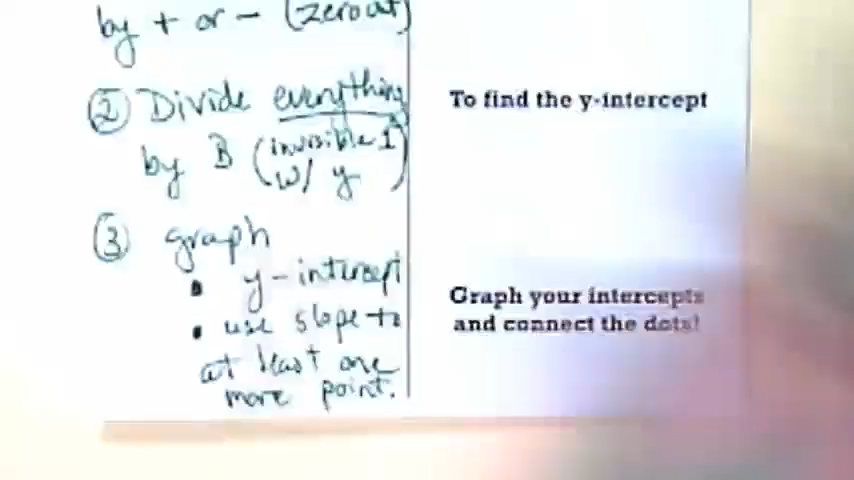 by + or - (zero out)
② Divide everything
by B (invisible 1
w/ y)
③ graph
• y-intercept
• use slope to
at least one
more point.
To find the y-intercept
Graph your intercepts
and connect the dots!